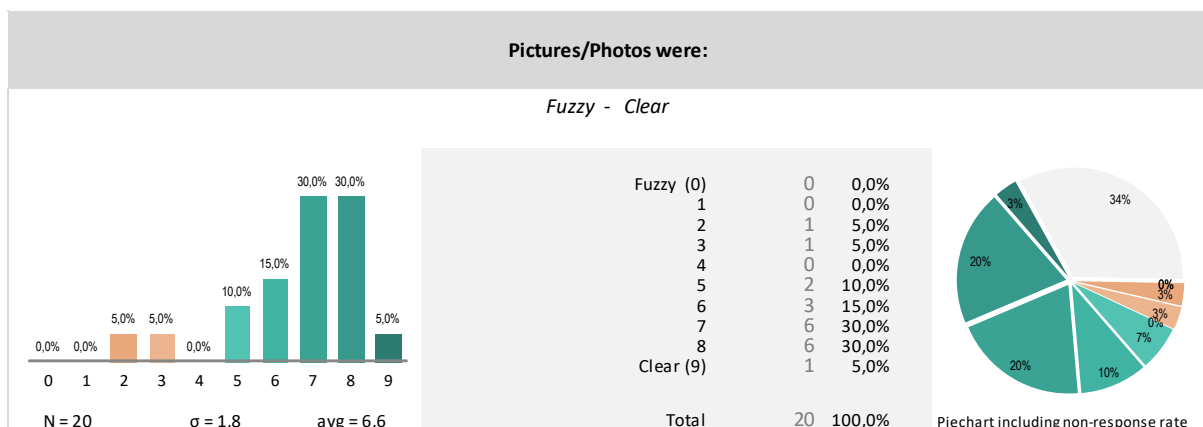 Pictures/Photos were:
Fuzzy - Clear
0,0% 0,0% 5,0% 5,0% 0,0% 10,0% 15,0% 30,0% 30,0% 5,0%
0 1 2 3 4 5 6 7 8 9
N = 20 σ = 1,8 avg = 6,6
Fuzzy (0) 0 0,0%
1 0 0,0%
2 1 5,0%
3 1 5,0%
4 0 0,0%
5 2 10,0%
6 3 15,0%
7 6 30,0%
8 6 30,0%
Clear (9) 1 5,0%
Total 20 100,0%
34%
0%
0%
3%
3%
0%
7%
10%
20%
20%
3%
Piechart including non-response rate